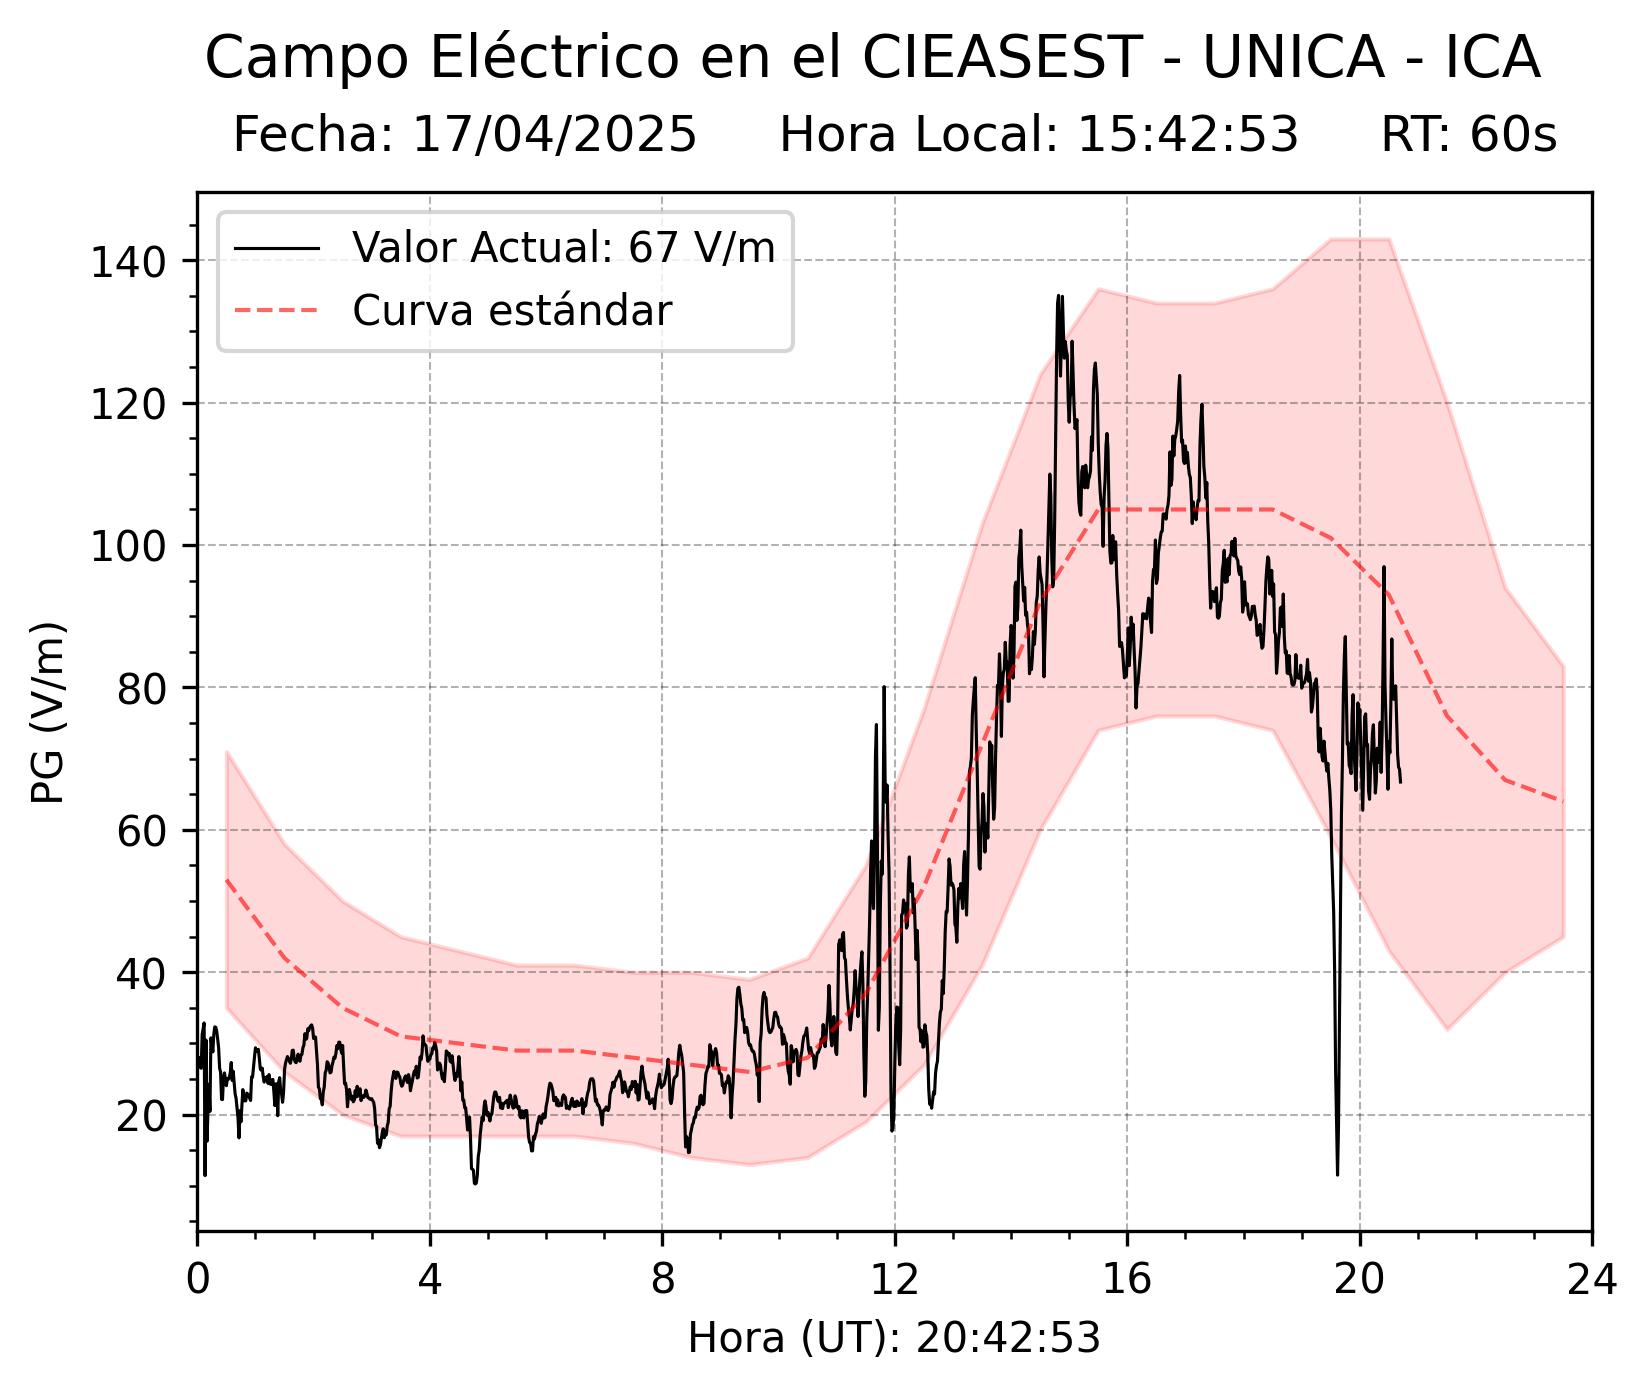 Campo Eléctrico en el CIEASEST - UNICA - ICA
Fecha: 17/04/2025 Hora Local: 15:42:53 RT: 60s
Valor Actual: 67 V/m
Curva estándar
140
120
100
80
60
40
20
PG (V/m)
0 4 8 12 16 20 24
Hora (UT): 20:42:53